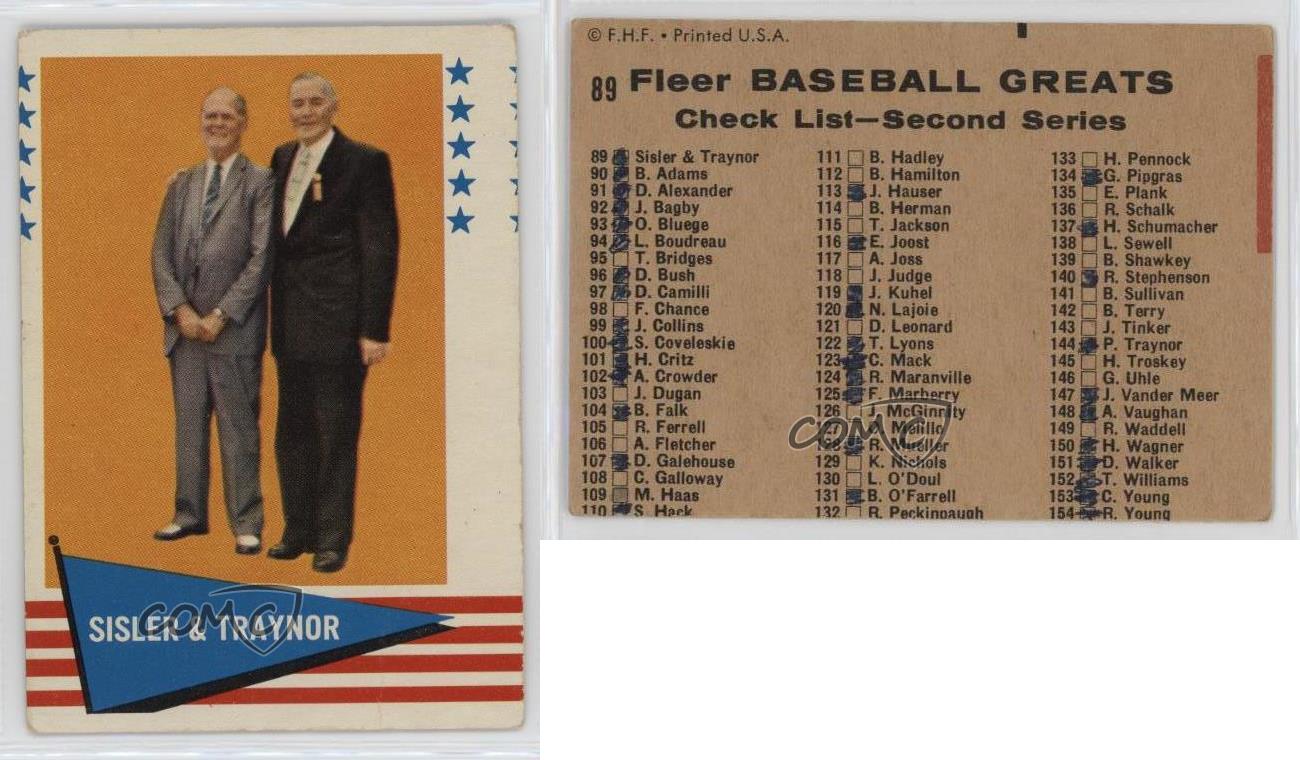 SISLER & TRAYNOR
COMC
© F.H.F. • Printed U.S.A.
89 Fleer BASEBALL GREATS
Check List—Second Series
89 Sisler & Traynor
90 B. Adams
91 D. Alexander
92 J. Bagby
93 O. Bluege
94 L. Boudreau
95 T. Bridges
96 D. Bush
97 D. Camilli
98 F. Chance
99 J. Collins
100 S. Coveleskie
101 H. Critz
102 A. Crowder
103 J. Dugan
104 B. Falk
105 R. Ferrell
106 A. Fletcher
107 D. Galehouse
108 C. Galloway
109 M. Haas
110 S. Hack
111 B. Hadley
112 B. Hamilton
113 J. Hauser
114 B. Herman
115 T. Jackson
116 E. Joost
117 A. Joss
118 J. Judge
119 J. Kuhel
120 N. Lajoie
121 D. Leonard
122 T. Lyons
123 C. Mack
124 R. Maranville
125 F. Marberry
126 J. McGinnity
127 O. Melillo
128 R. Mueller
129 K. Nichols
130 L. O'Doul
131 B. O'Farrell
132 R. Peckinpaugh
133 H. Pennock
134 G. Pipgras
135 E. Plank
136 R. Schalk
137 H. Schumacher
138 L. Sewell
139 B. Shawkey
140 R. Stephenson
141 B. Sullivan
142 B. Terry
143 J. Tinker
144 P. Traynor
145 H. Troskey
146 G. Uhle
147 J. Vander Meer
148 A. Vaughan
149 R. Waddell
150 H. Wagner
151 D. Walker
152 T. Williams
153 C. Young
154 R. Young
COMC